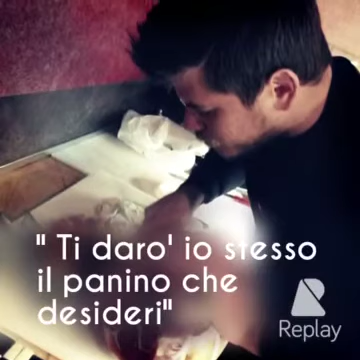 " Ti daro' io stesso
il panino che
desideri"
Replay